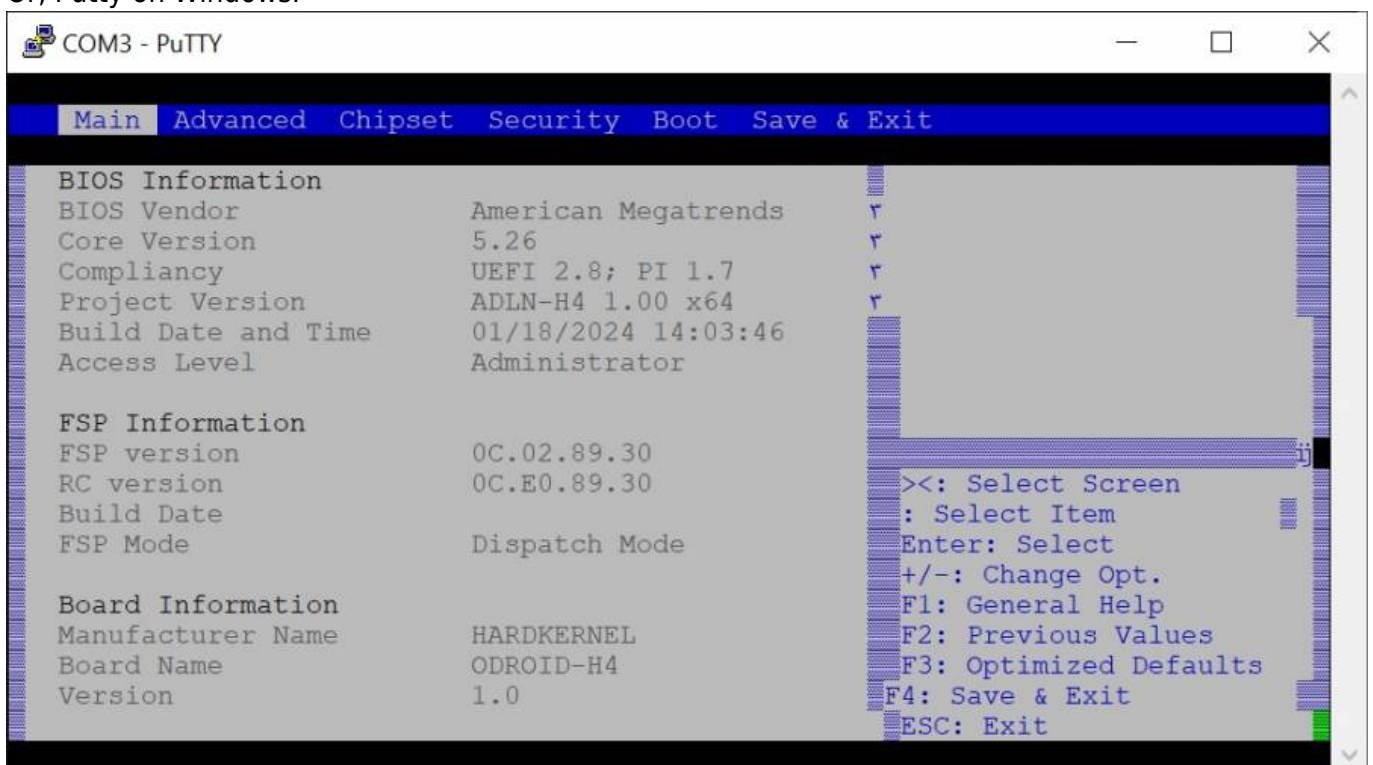 COM3 - PuTTY
Main Advanced Chipset Security Boot Save & Exit
BIOS Information
BIOS Vendor American Megatrends ٣
Core Version 5.26 ٣
Compliancy UEFI 2.8; PI 1.7 ٣
Project Version ADLN-H4 1.00 x64 ٣
Build Date and Time 01/18/2024 14:03:46
Access Level Administrator
FSP Information
FSP version 0C.02.89.30
RC version 0C.E0.89.30 ><: Select Screen
Build Date : Select Item
FSP Mode Dispatch Mode Enter: Select
+/-: Change Opt.
Board Information F1: General Help
Manufacturer Name HARDKERNEL F2: Previous Values
Board Name ODROID-H4 F3: Optimized Defaults
Version 1.0 F4: Save & Exit
ESC: Exit